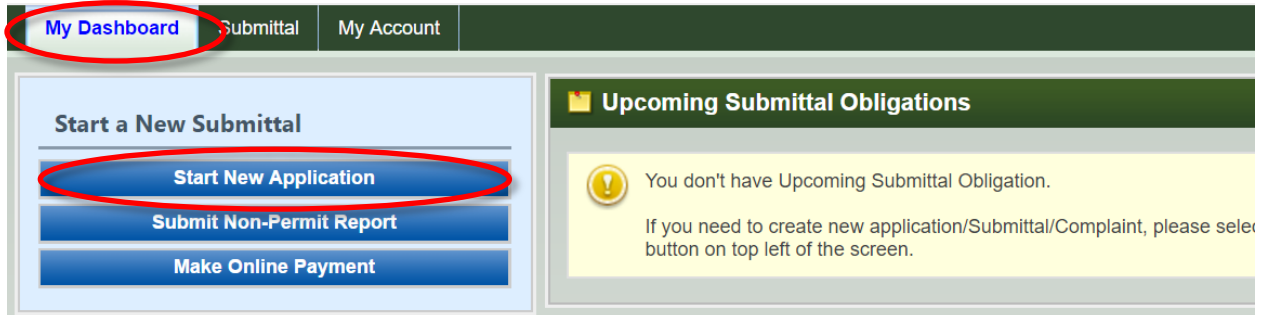 My Dashboard Submittal My Account
Start a New Submittal
Start New Application
Submit Non-Permit Report
Make Online Payment
Upcoming Submittal Obligations
You don't have Upcoming Submittal Obligation.
If you need to create new application/Submittal/Complaint, please
button on top left of the screen.